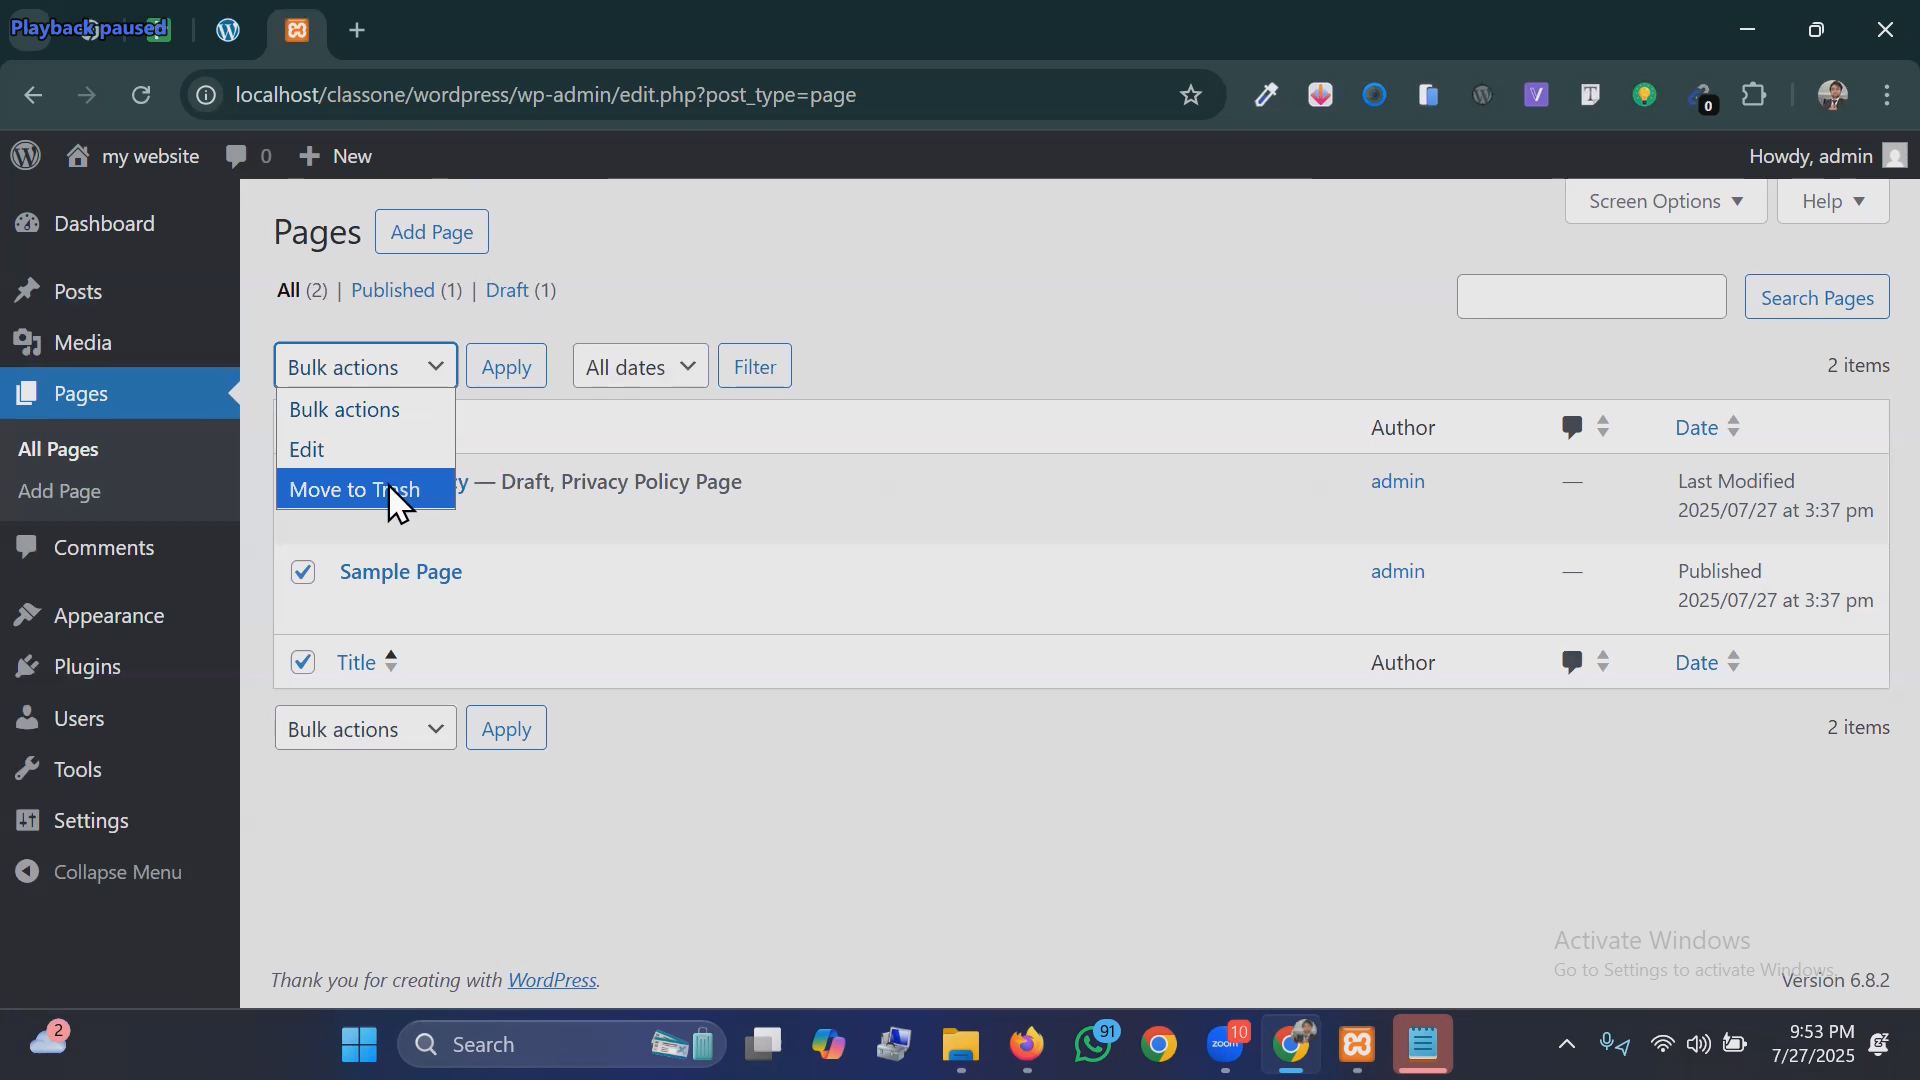 Playback paused
localhost/classone/wordpress/wp-admin/edit.php?post_type=page
0
my website
0
New
Howdy, admin
Screen Options
Help
Dashboard
Posts
Media
Pages
All Pages
Add Page
Comments
Appearance
Plugins
Users
Tools
Settings
Collapse Menu
Pages
Add Page
All (2) | Published (1) | Draft (1)
Search Pages
Bulk actions
Apply
All dates
Filter
2 items
Bulk actions
Edit
Move to Trash
Author
Date
— Draft, Privacy Policy Page
admin
—
Last Modified
2025/07/27 at 3:37 pm
Sample Page
admin
—
Published
2025/07/27 at 3:37 pm
Title
Author
Date
Bulk actions
Apply
2 items
Activate Windows
Go to Settings to activate Windows.
Thank you for creating with WordPress.
Version 6.8.2
2
Search
91
zoom
10
9:53 PM
7/27/2025